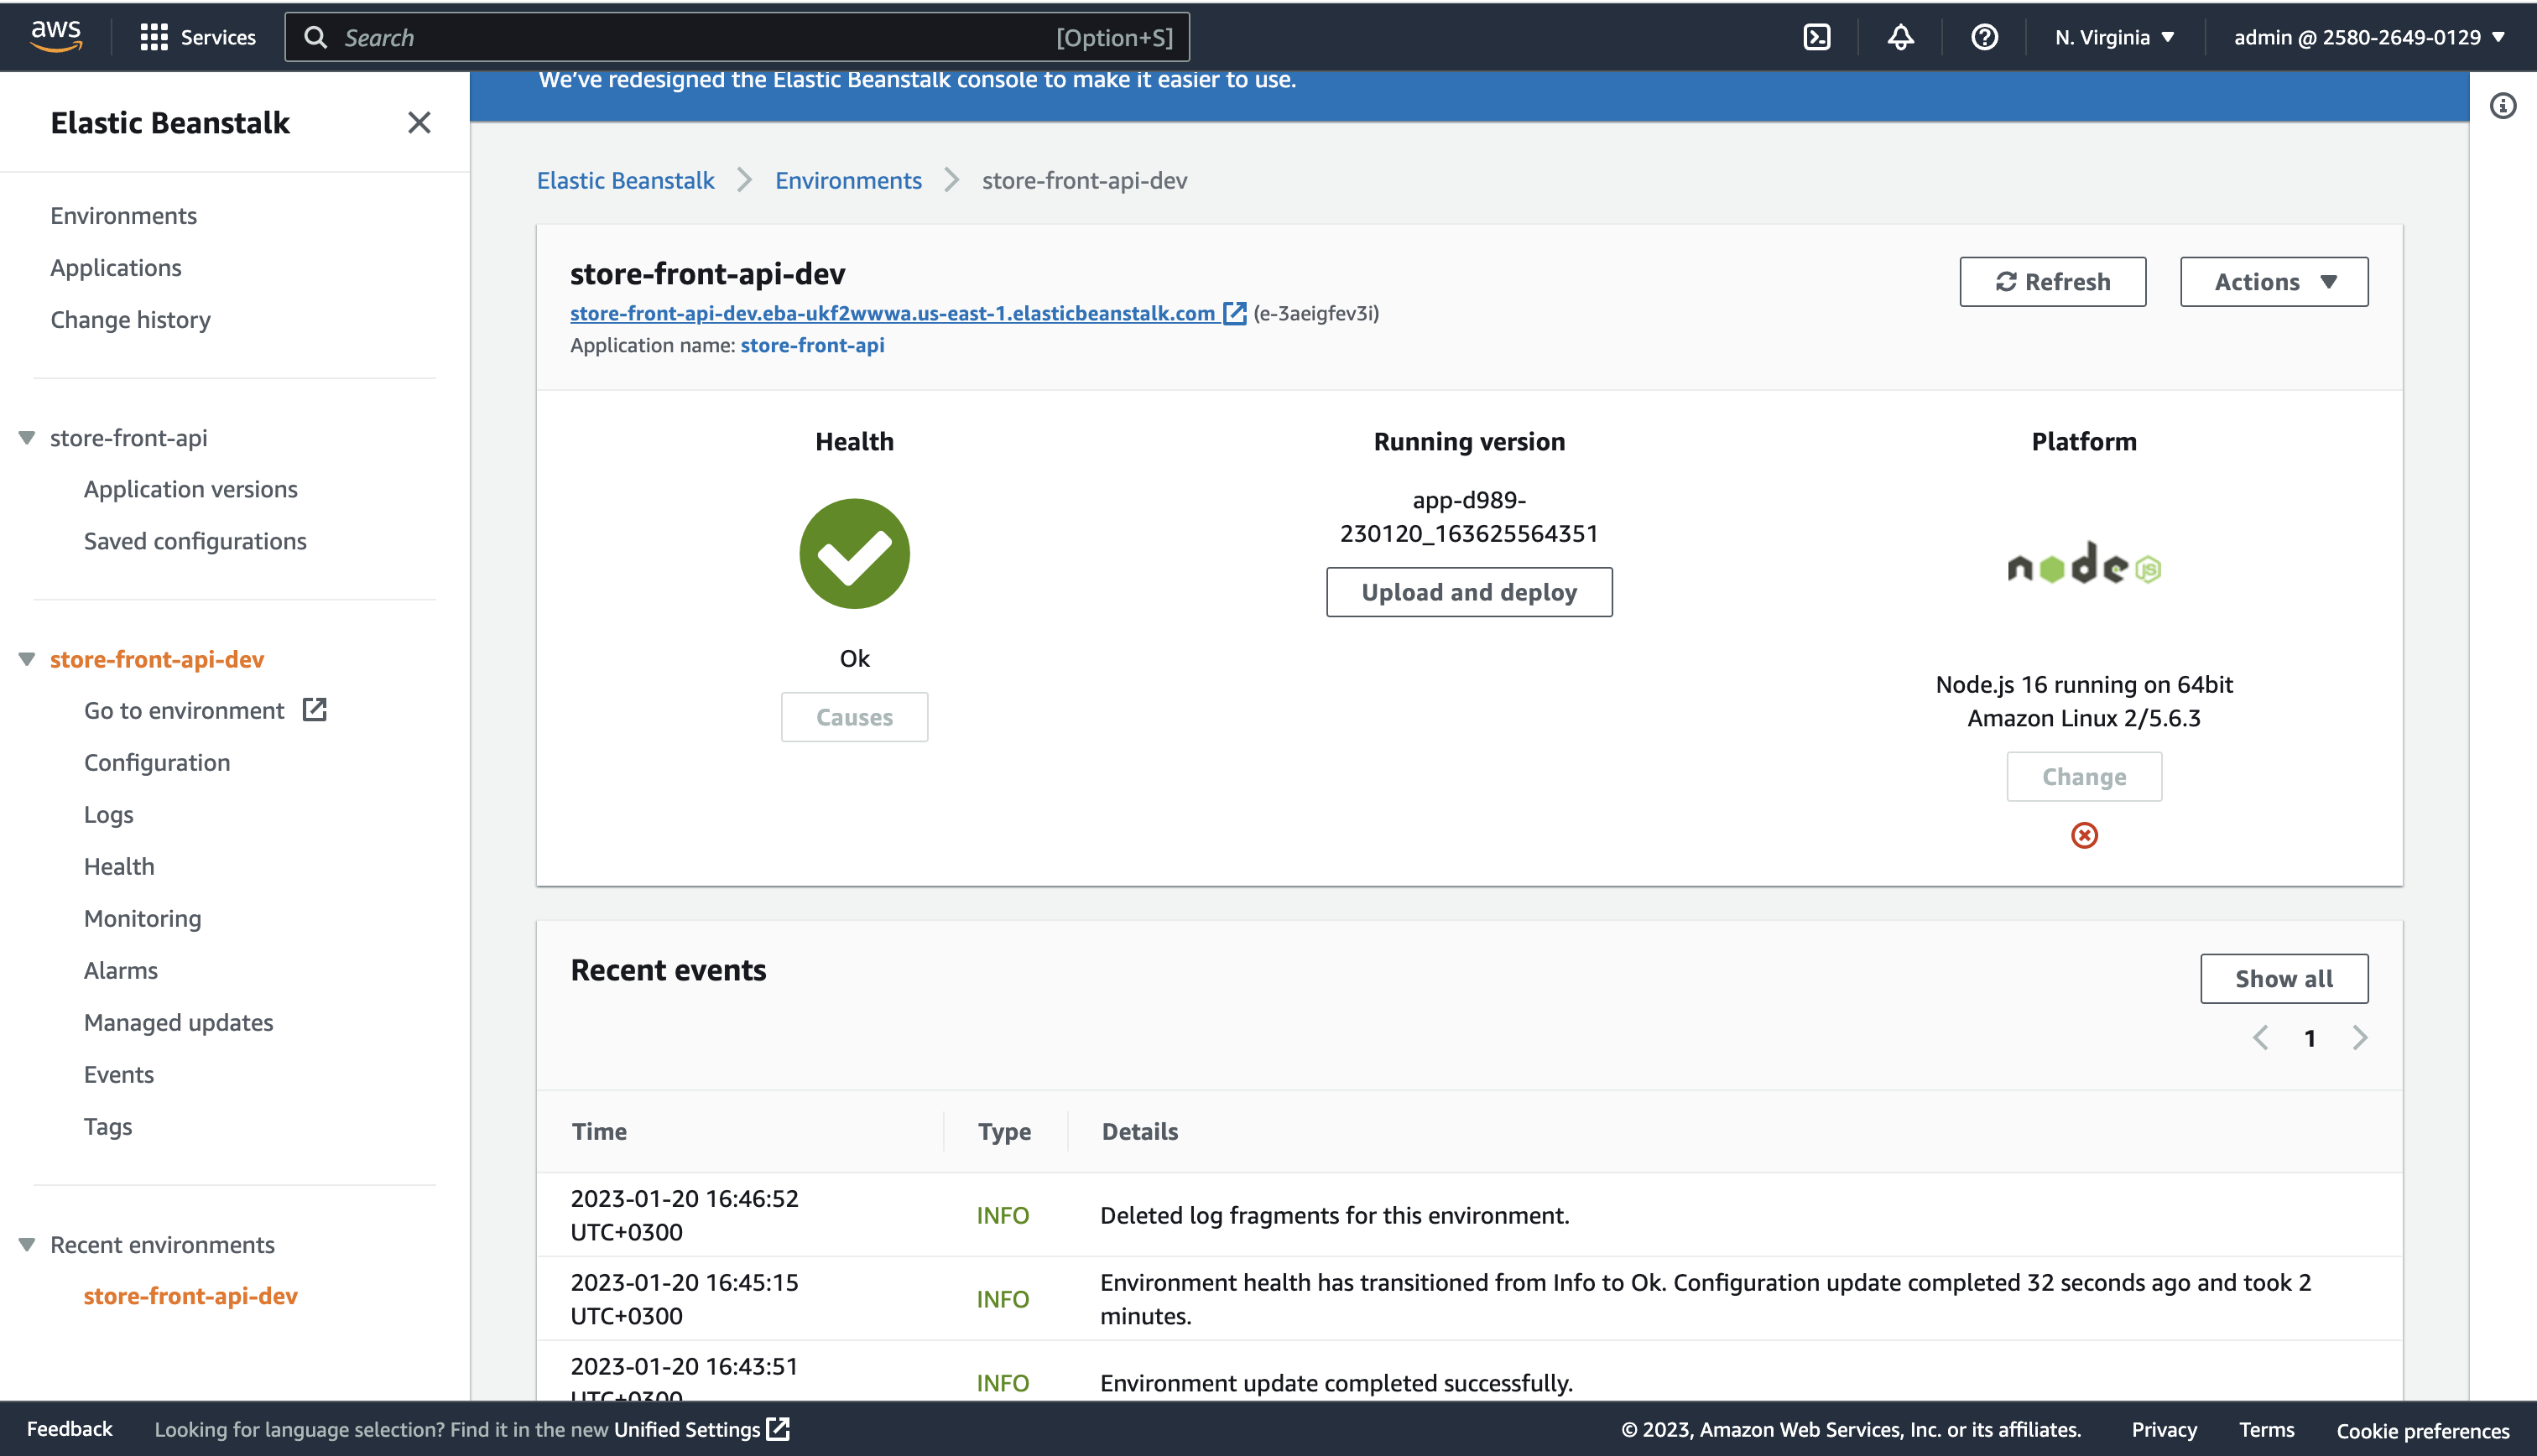 aws
Services
Search
[Option+S]
N. Virginia
admin @ 2580-2649-0129
We've redesigned the Elastic Beanstalk console to make it easier to use.
Elastic Beanstalk
Environments
Applications
Change history
store-front-api
Application versions
Saved configurations
store-front-api-dev
Go to environment
Configuration
Logs
Health
Monitoring
Alarms
Managed updates
Events
Tags
Recent environments
store-front-api-dev
Elastic Beanstalk
Environments
store-front-api-dev
store-front-api-dev
store-front-api-dev.eba-ukf2wwwa.us-east-1.elasticbeanstalk.com (e-3aeigfev3i)
Application name: store-front-api
Refresh
Actions
Health
Ok
Causes
Running version
app-d989-
230120_163625564351
Upload and deploy
Platform
node JS
Node.js 16 running on 64bit
Amazon Linux 2/5.6.3
Change
Recent events
Show all
1
Time
Type
Details
2023-01-20 16:46:52
UTC+0300
INFO
Deleted log fragments for this environment.
2023-01-20 16:45:15
UTC+0300
INFO
Environment health has transitioned from Info to Ok. Configuration update completed 32 seconds ago and took 2
minutes.
2023-01-20 16:43:51
UTC+0300
INFO
Environment update completed successfully.
Feedback
Looking for language selection? Find it in the new Unified Settings
© 2023, Amazon Web Services, Inc. or its affiliates.
Privacy
Terms
Cookie preferences